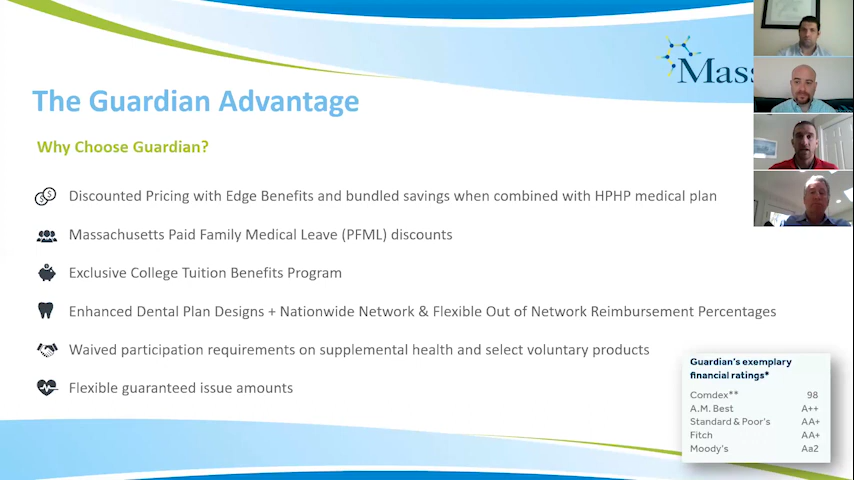 Mass
The Guardian Advantage
Why Choose Guardian?
Discounted Pricing with Edge Benefits and bundled savings when combined with HPHP medical plan
Massachusetts Paid Family Medical Leave (PFML) discounts
Exclusive College Tuition Benefits Program
Enhanced Dental Plan Designs + Nationwide Network & Flexible Out of Network Reimbursement Percentages
Waived participation requirements on supplemental health and select voluntary products
Flexible guaranteed issue amounts
Guardian's exemplary
financial ratings*
Comdex** 98
A.M. Best A++
Standard & Poor's AA+
Fitch AA+
Moody's Aa2